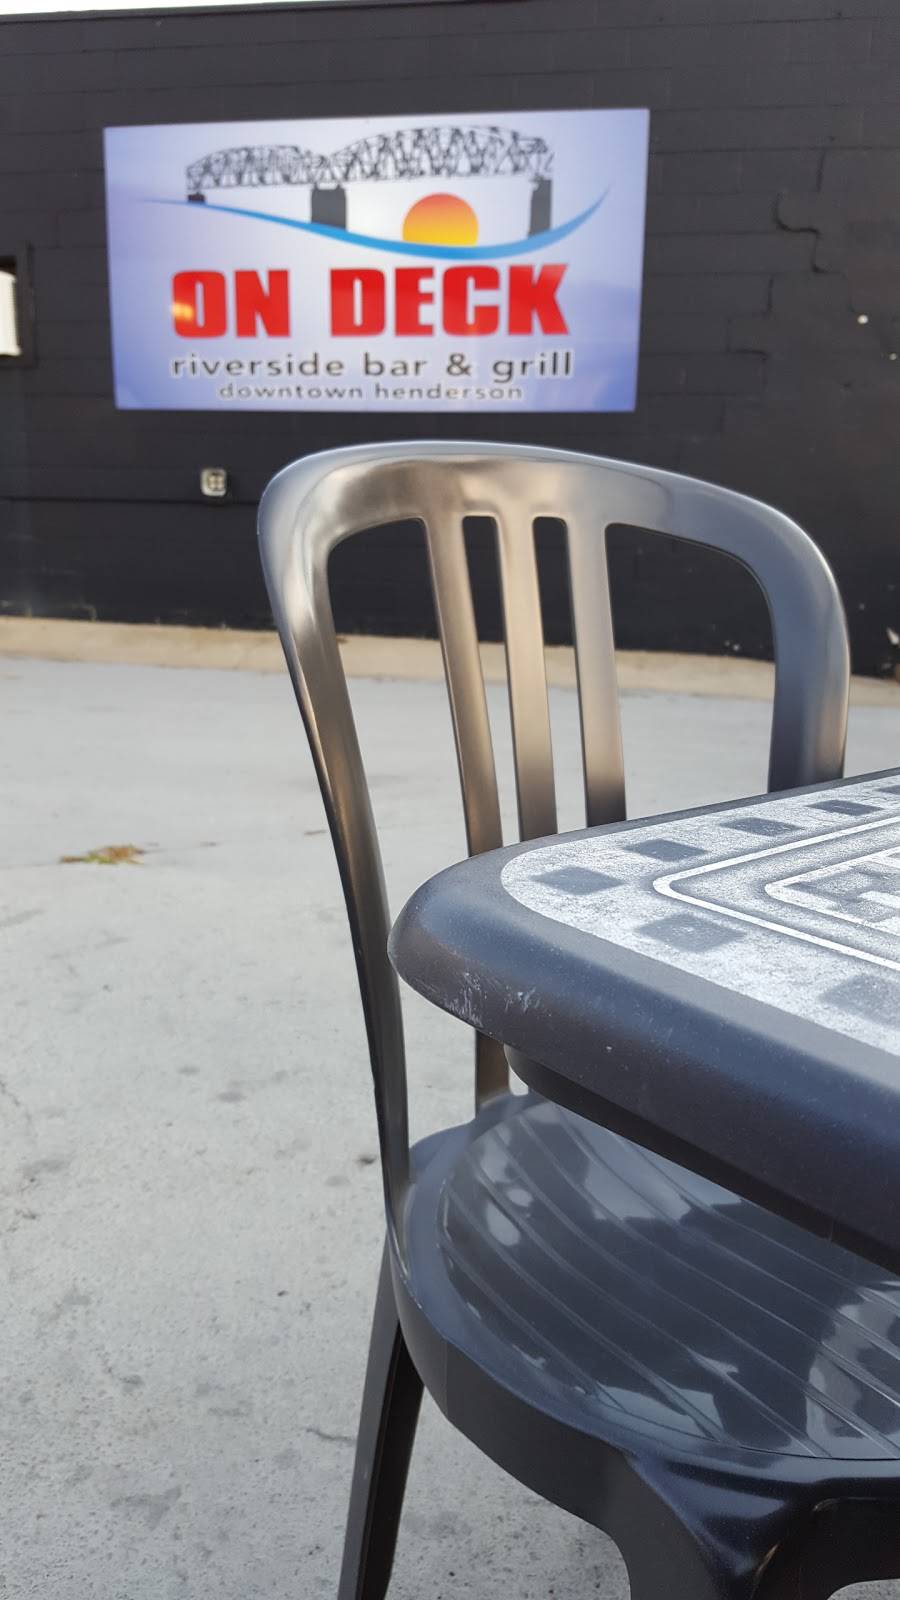 ON DECK
riverside bar & grill
downtown henderson